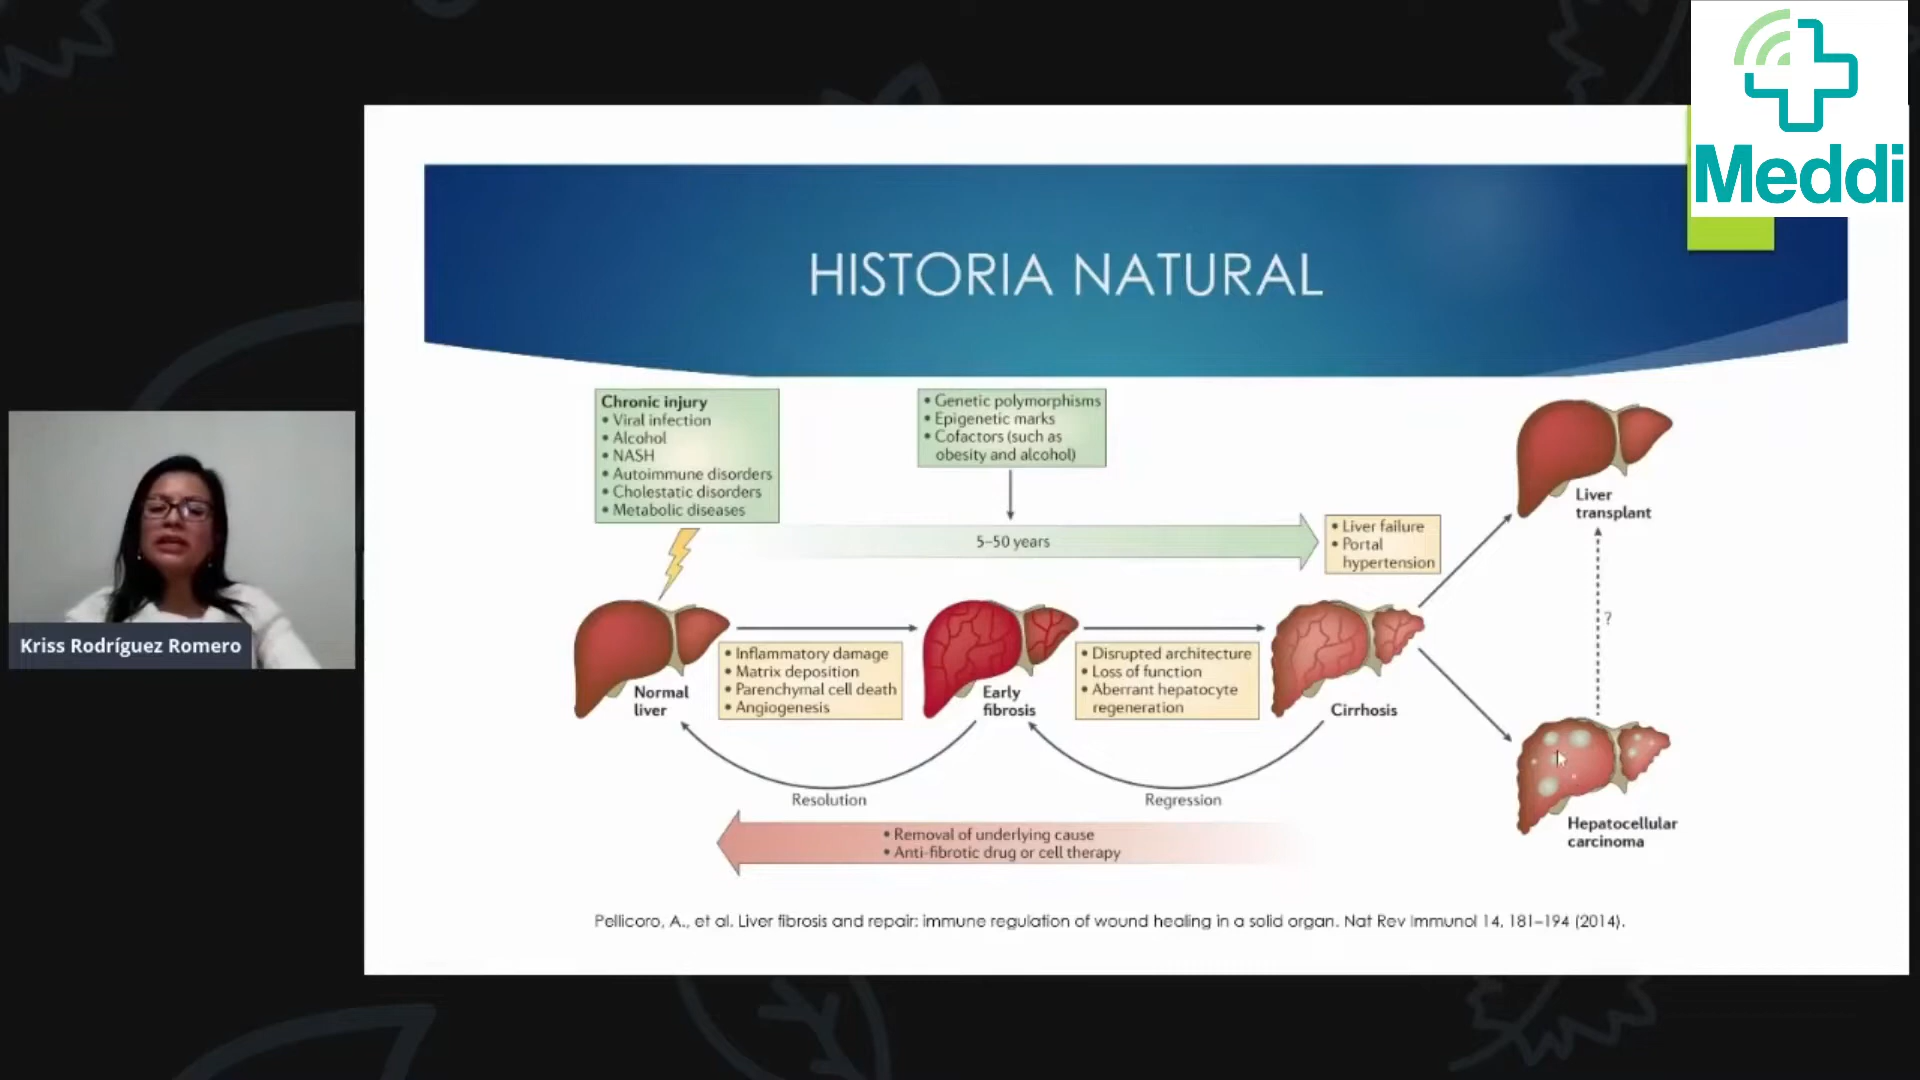 Meddi
HISTORIA NATURAL
Chronic injury
• Viral infection
• Alcohol
• NASH
• Autoimmune disorders
• Cholestatic disorders
• Metabolic diseases
• Genetic polymorphisms
• Epigenetic marks
• Cofactors (such as
obesity and alcohol)
5–50 years
• Liver failure
• Portal
hypertension
Liver
transplant
?
Normal
liver
• Inflammatory damage
• Matrix deposition
• Parenchymal cell death
• Angiogenesis
Early
fibrosis
• Disrupted architecture
• Loss of function
• Aberrant hepatocyte
regeneration
Cirrhosis
Resolution
Regression
• Removal of underlying cause
• Anti-fibrotic drug or cell therapy
Hepatocellular
carcinoma
Pellicoro, A., et al. Liver fibrosis and repair: immune regulation of wound healing in a solid organ. Nat Rev Immunol 14, 181–194 (2014).
Kriss Rodríguez Romero